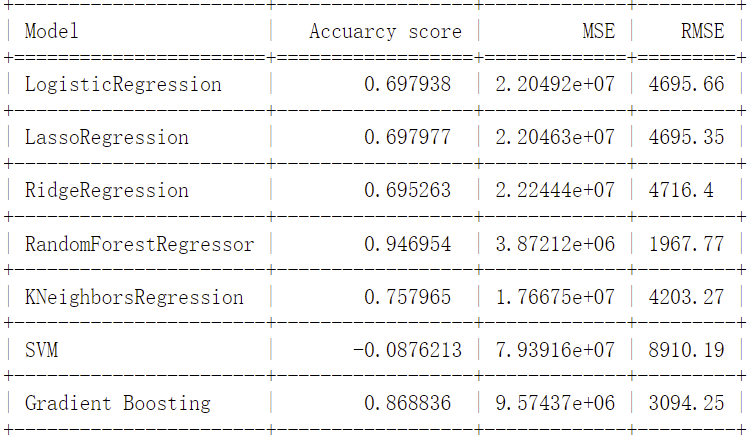 Model Accuarcy score MSE RMSE
LogisticRegression 0.697938 2.20492e+07 4695.66
LassoRegression 0.697977 2.20463e+07 4695.35
RidgeRegression 0.695263 2.22444e+07 4716.4
RandomForestRegressor 0.946954 3.87212e+06 1967.77
KNeighborsRegression 0.757965 1.76675e+07 4203.27
SVM -0.0876213 7.93916e+07 8910.19
Gradient Boosting 0.868836 9.57437e+06 3094.25